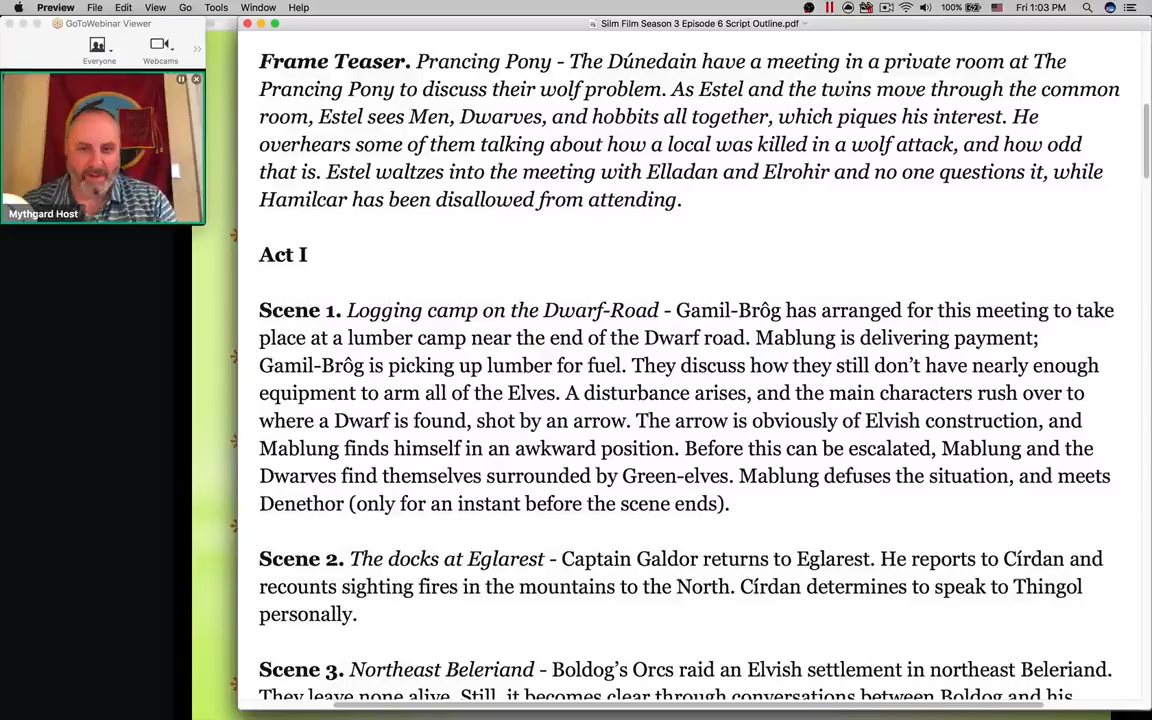 Preview File Edit View Go Tools Window Help
100% Fri 1:03 PM
GoToWebinar Viewer
Silm Film Season 3 Episode 6 Script Outline.pdf
Everyone Webcams
Mythgard Host
Frame Teaser. Prancing Pony - The Dúnedain have a meeting in a private room at The
Prancing Pony to discuss their wolf problem. As Estel and the twins move through the common
room, Estel sees Men, Dwarves, and hobbits all together, which piques his interest. He
overhears some of them talking about how a local was killed in a wolf attack, and how odd
that is. Estel waltzes into the meeting with Elladan and Elrohir and no one questions it, while
Hamilcar has been disallowed from attending.
Act I
Scene 1. Logging camp on the Dwarf-Road - Gamil-Brôg has arranged for this meeting to take
place at a lumber camp near the end of the Dwarf road. Mablung is delivering payment;
Gamil-Brôg is picking up lumber for fuel. They discuss how they still don't have nearly enough
equipment to arm all of the Elves. A disturbance arises, and the main characters rush over to
where a Dwarf is found, shot by an arrow. The arrow is obviously of Elvish construction, and
Mablung finds himself in an awkward position. Before this can be escalated, Mablung and the
Dwarves find themselves surrounded by Green-elves. Mablung defuses the situation, and meets
Denethor (only for an instant before the scene ends).
Scene 2. The docks at Eglarest - Captain Galdor returns to Eglarest. He reports to Círdan and
recounts sighting fires in the mountains to the North. Círdan determines to speak to Thingol
personally.
Scene 3. Northeast Beleriand - Boldog's Orcs raid an Elvish settlement in northeast Beleriand.
They leave none alive. Still, it becomes clear through conversations between Boldog and his